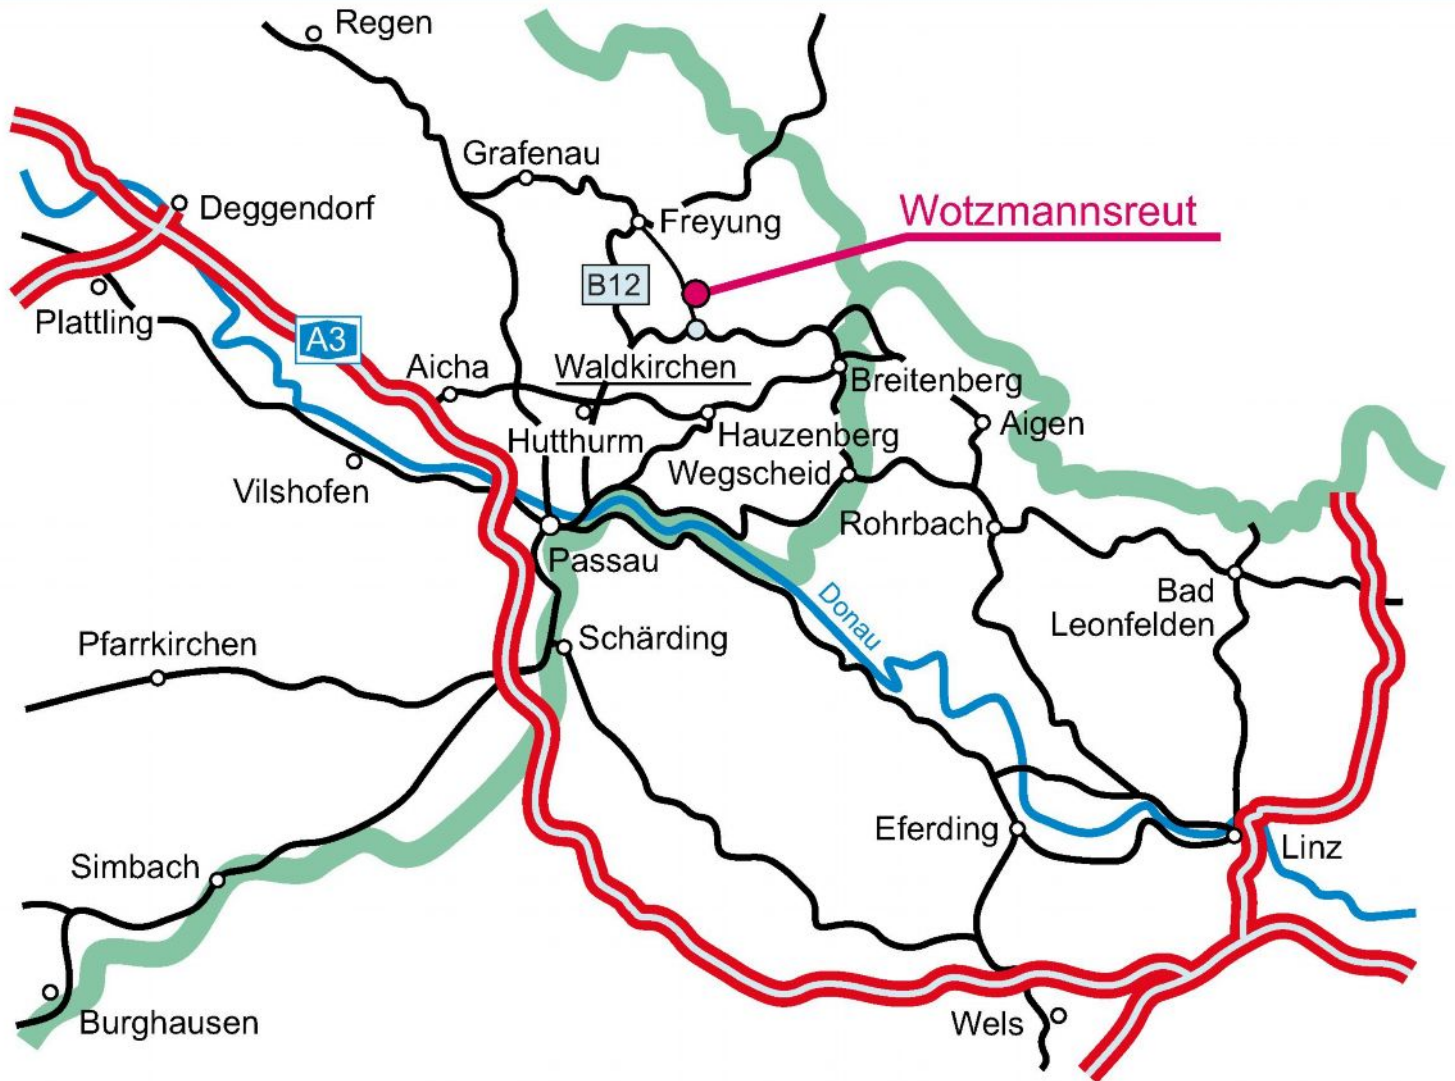 Regen
Grafenau
Deggendorf
Freyung
Wotzmannsreut
B12
Plattling
A3
Aicha
Waldkirchen
Breitenberg
Aigen
Hutthurm
Hauzenberg
Wegscheid
Vilshofen
Rohrbach
Passau
Donau
Bad
Leonfelden
Schärding
Pfarrkirchen
Eferding
Linz
Simbach
Burghausen
Wels